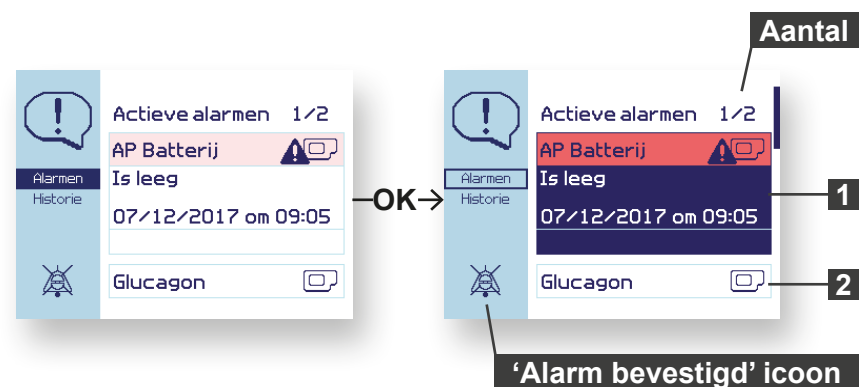 Aantal
Actieve alarmen 1/2
AP Batterij
Alarmen
Is leeg
Historie
07/12/2017 om 09:05
Glucagon
OK
Actieve alarmen 1/2
AP Batterij
Alarmen
Is leeg
Historie
07/12/2017 om 09:05
Glucagon
1
2
‘Alarm bevestigd’ icoon